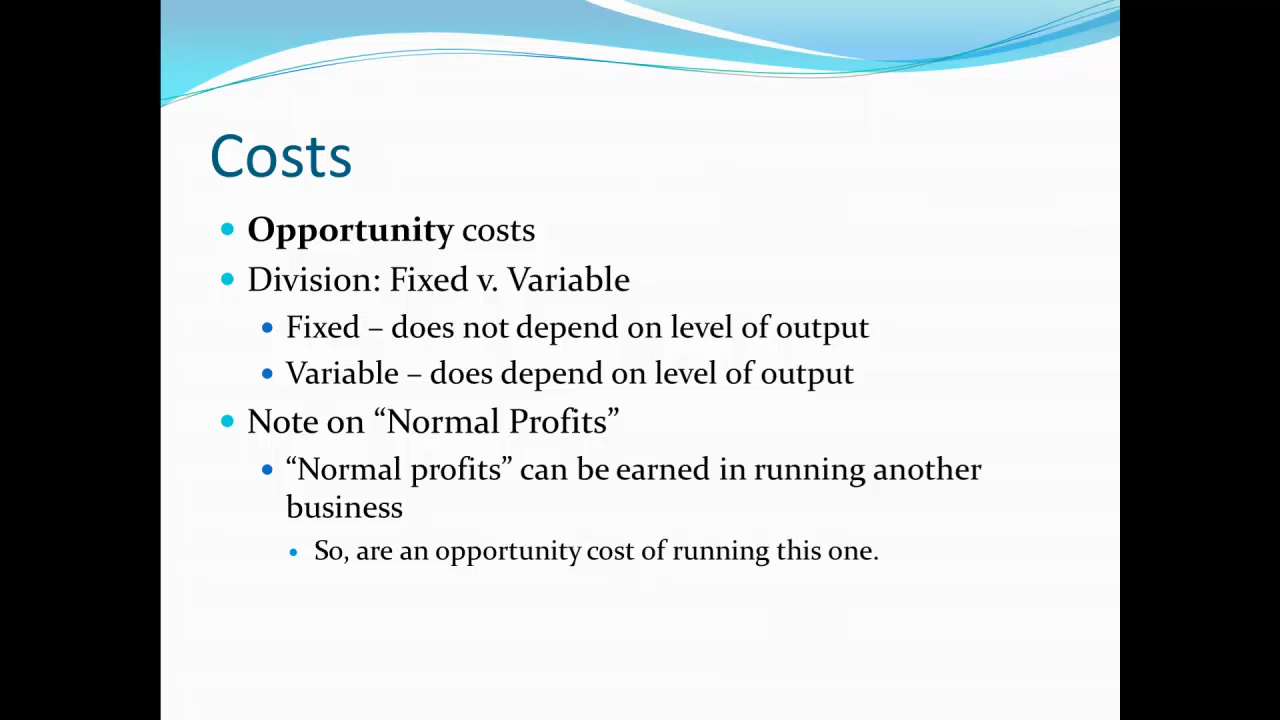 Costs
Opportunity costs
Division: Fixed v. Variable
Fixed – does not depend on level of output
Variable – does depend on level of output
Note on “Normal Profits”
“Normal profits” can be earned in running another
business
So, are an opportunity cost of running this one.